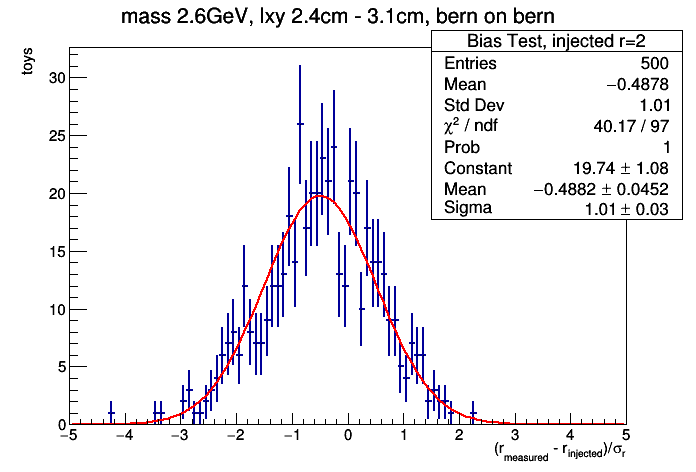 mass 2.6GeV, lxy 2.4cm - 3.1cm, bern on bern
Bias Test, injected r=2
Entries 500
Mean −0.4878
Std Dev 1.01
χ² / ndf 40.17 / 97
Prob 1
Constant 19.74 ± 1.08
Mean −0.4882 ± 0.0452
Sigma 1.01 ± 0.03
toys
30
25
20
15
10
5
0
−5 −4 −3 −2 −1 0 1 2 3 4 5
(r_measured - r_injected)/σ_r